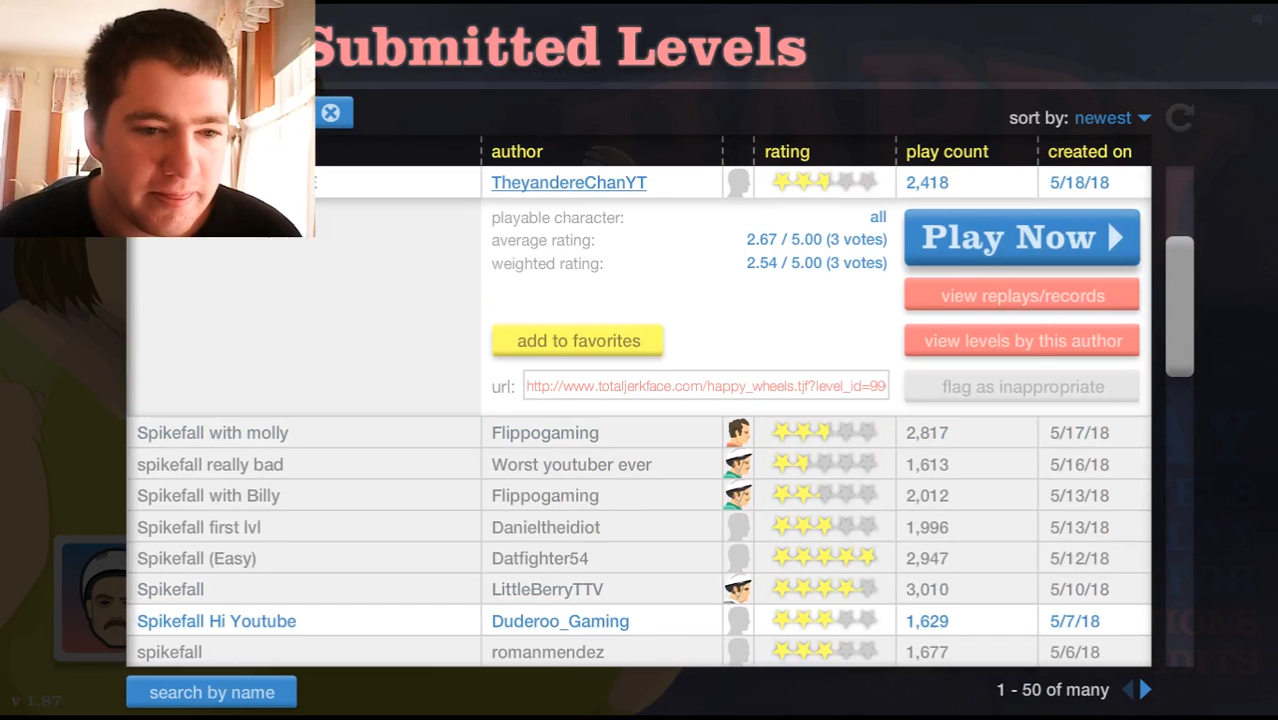 Submitted Levels
sort by: newest
author rating play count created on
E TheyandereChanYT 2,418 5/18/18
playable character: all
average rating: 2.67 / 5.00 (3 votes)
weighted rating: 2.54 / 5.00 (3 votes)
Play Now
view replays/records
add to favorites
view levels by this author
url: http://www.totaljerkface.com/happy_wheels.tjf?level_id=99
flag as inappropriate
Spikefall with molly Flippogaming 2,817 5/17/18
spikefall really bad Worst youtuber ever 1,613 5/16/18
Spikefall with Billy Flippogaming 2,012 5/13/18
Spikefall first lvl Danieltheidiot 1,996 5/13/18
Spikefall (Easy) Datfighter54 2,947 5/12/18
Spikefall LittleBerryTTV 3,010 5/10/18
Spikefall Hi Youtube Duderoo_Gaming 1,629 5/7/18
spikefall romanmendez 1,677 5/6/18
search by name
1 - 50 of many
v 1.87